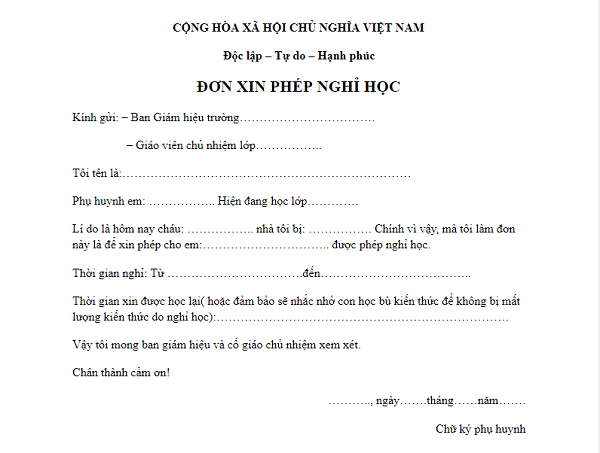 CỘNG HÒA XÃ HỘI CHỦ NGHĨA VIỆT NAM
Độc lập – Tự do – Hạnh phúc
ĐƠN XIN PHÉP NGHỈ HỌC
Kính gửi: – Ban Giám hiệu trường…………………………….
– Giáo viên chủ nhiệm lớp……………..
Tôi tên là:………………………………………………………………
Phụ huynh em: …………….. Hiện đang học lớp………….
Lí do là hôm nay cháu: …………….. nhà tôi bị: ……………. Chính vì vậy, mà tôi làm đơn
này là để xin phép cho em:………………………….. được phép nghỉ học.
Thời gian nghỉ: Từ …………………………….đến………………………………..
Thời gian xin được học lại( hoặc đảm bảo sẽ nhắc nhở con học bù kiến thức để không bị mất
lượng kiến thức do nghỉ học):……………………………………………………………….
Vậy tôi mong ban giám hiệu và cố giáo chủ nhiệm xem xét.
Chân thành cảm ơn!
……….., ngày…….tháng……năm…….
Chữ ký phụ huynh